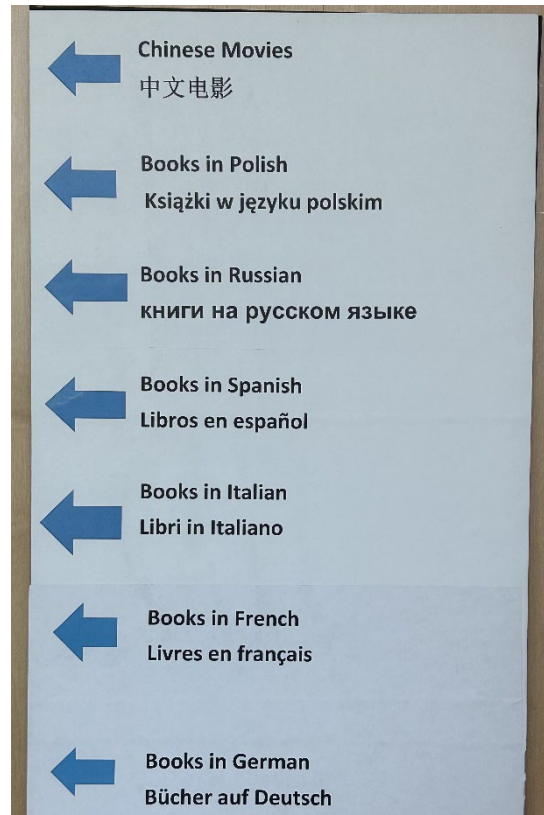 Chinese Movies
中文电影
Books in Polish
Książki w języku polskim
Books in Russian
книги на русском языке
Books in Spanish
Libros en español
Books in Italian
Libri in Italiano
Books in French
Livres en français
Books in German
Bücher auf Deutsch